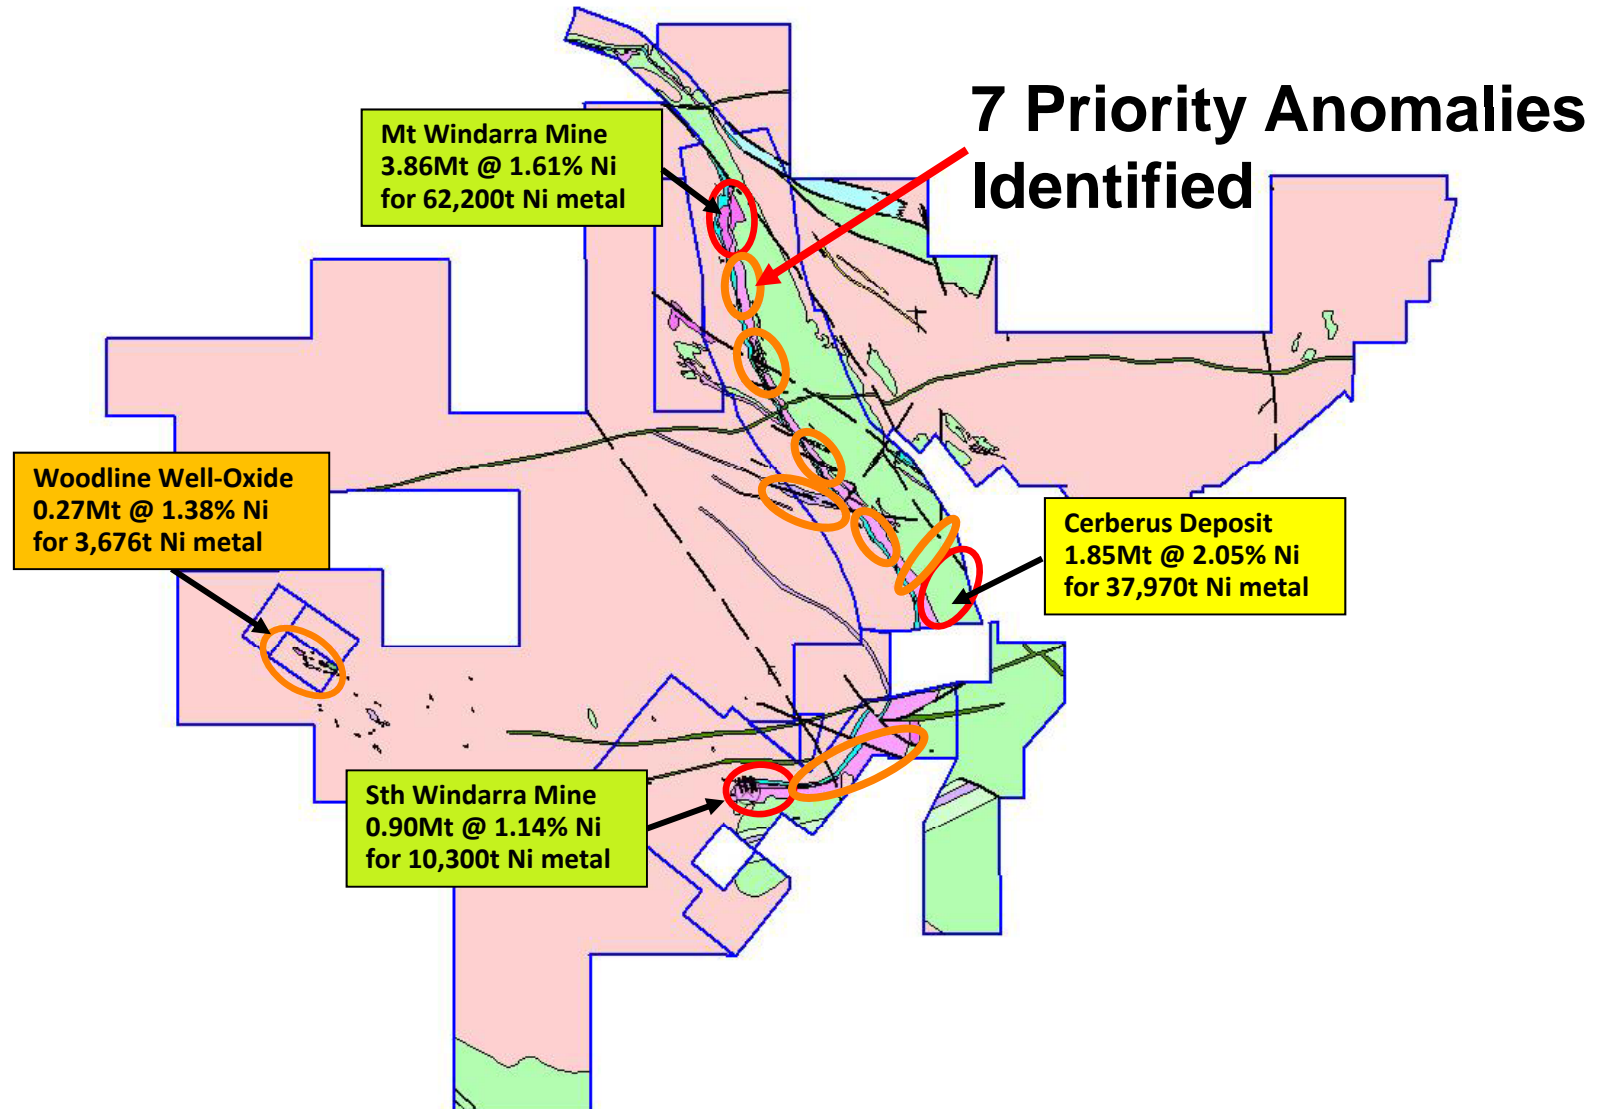 7 Priority Anomalies
Identified
Mt Windarra Mine
3.86Mt @ 1.61% Ni
for 62,200t Ni metal
Woodline Well-Oxide
0.27Mt @ 1.38% Ni
for 3,676t Ni metal
Cerberus Deposit
1.85Mt @ 2.05% Ni
for 37,970t Ni metal
Sth Windarra Mine
0.90Mt @ 1.14% Ni
for 10,300t Ni metal